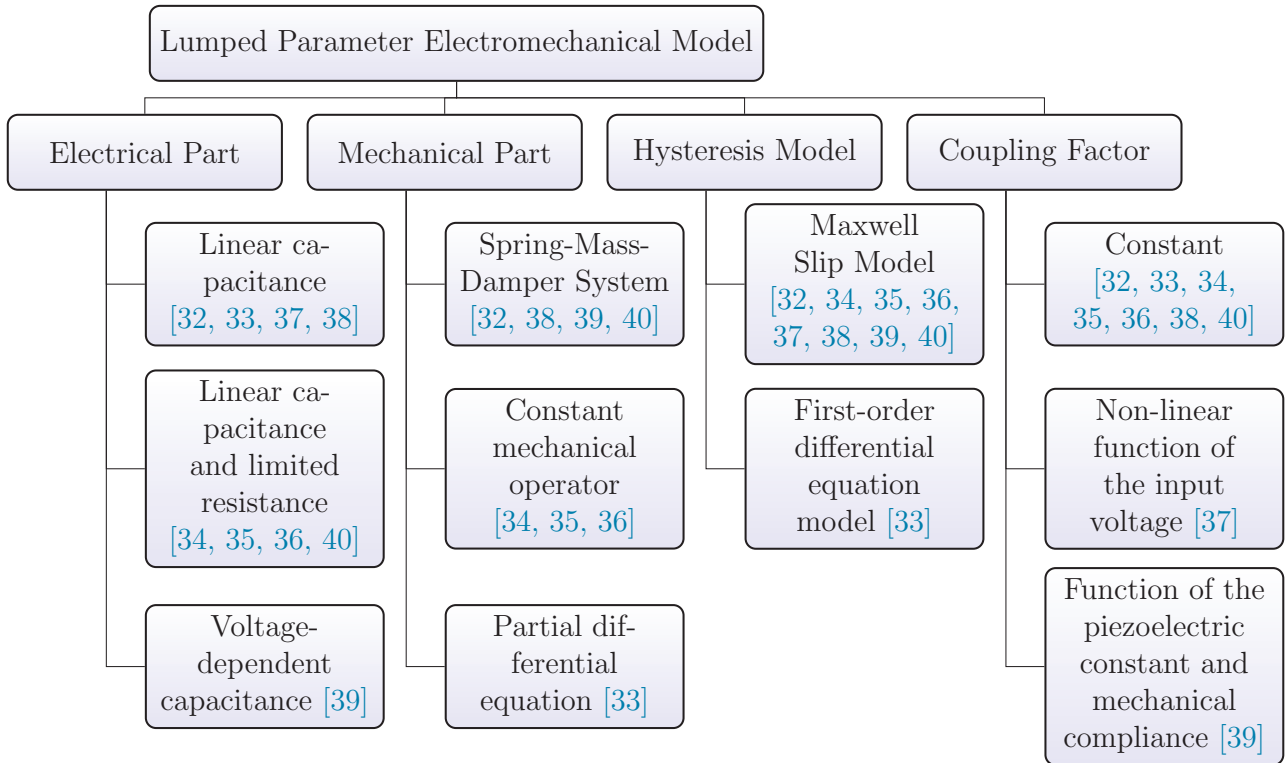 Lumped Parameter Electromechanical Model
Electrical Part
Linear ca-
pacitance
[32, 33, 37, 38]
Linear ca-
pacitance
and limited
resistance
[34, 35, 36, 40]
Voltage-
dependent
capacitance [39]
Mechanical Part
Spring-Mass-
Damper System
[32, 38, 39, 40]
Constant
mechanical
operator
[34, 35, 36]
Partial dif-
ferential
equation [33]
Hysteresis Model
Maxwell
Slip Model
[32, 34, 35, 36,
37, 38, 39, 40]
First-order
differential
equation
model [33]
Coupling Factor
Constant
[32, 33, 34,
35, 36, 38, 40]
Non-linear
function of
the input
voltage [37]
Function of the
piezoelectric
constant and
mechanical
compliance [39]